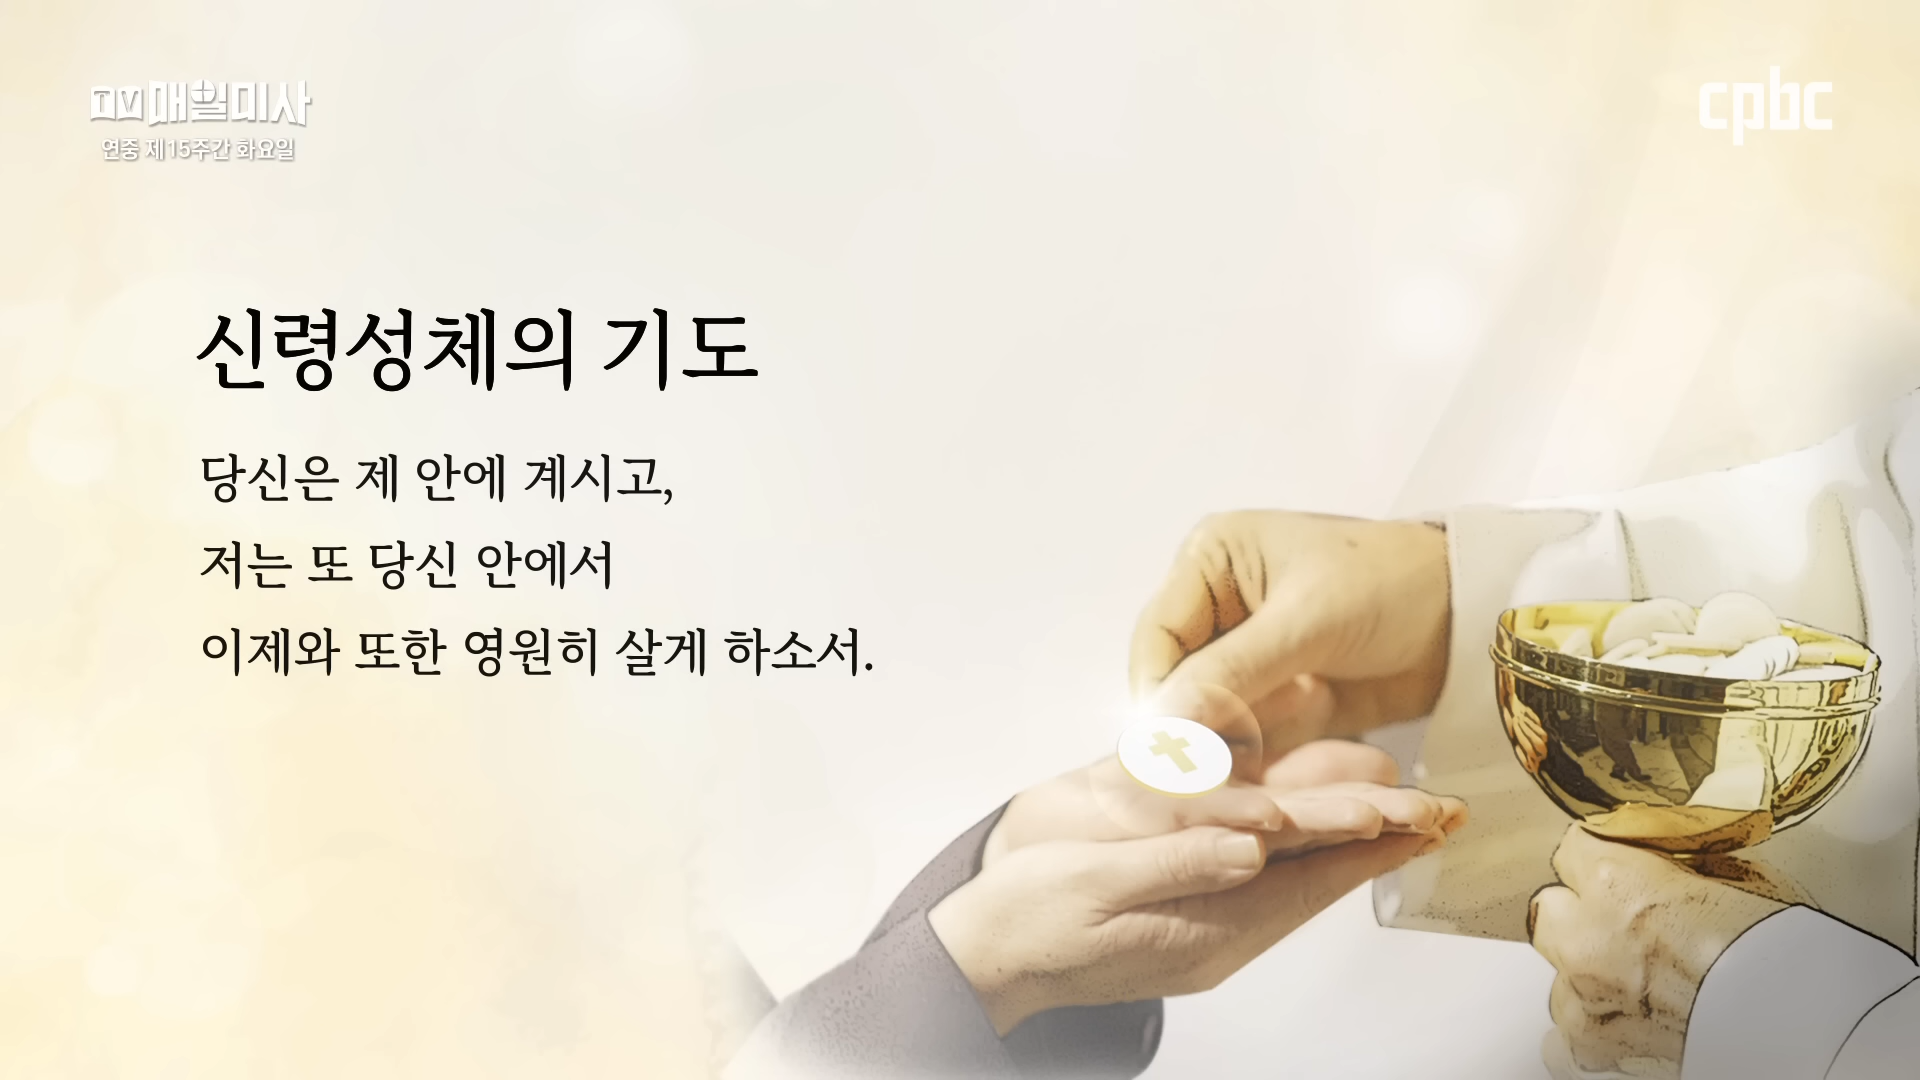 TV매일미사
연중 제15주간 화요일
cpbc
신령성체의 기도
당신은 제 안에 계시고,
저는 또 당신 안에서
이제와 또한 영원히 살게 하소서.